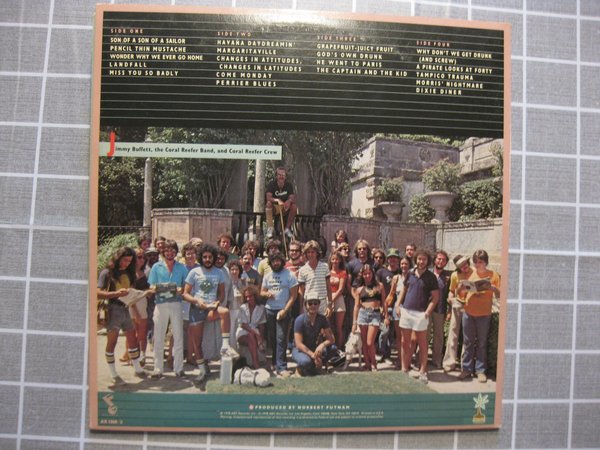 SIDE ONE
SON OF A SON OF A SAILOR
PENCIL THIN MUSTACHE
WONDER WHY WE EVER GO HOME
LANDFALL
MISS YOU SO BADLY
SIDE TWO
HAVANA DAYDREAMIN'
MARGARITAVILLE
CHANGES IN ATTITUDES,
CHANGES IN LATITUDES
COME MONDAY
PERRIER BLUES
SIDE THREE
GRAPEFRUIT-JUICY FRUIT
GOD'S OWN DRUNK
HE WENT TO PARIS
THE CAPTAIN AND THE KID
SIDE FOUR
WHY DON'T WE GET DRUNK
(AND SCREW)
A PIRATE LOOKS AT FORTY
TAMPICO TRAUMA
MORRIS' NIGHTMARE
DIXIE DINER
Jimmy Buffett, the Coral Reefer Band, and Coral Reefer Crew
PRODUCED BY NORBERT PUTNAM